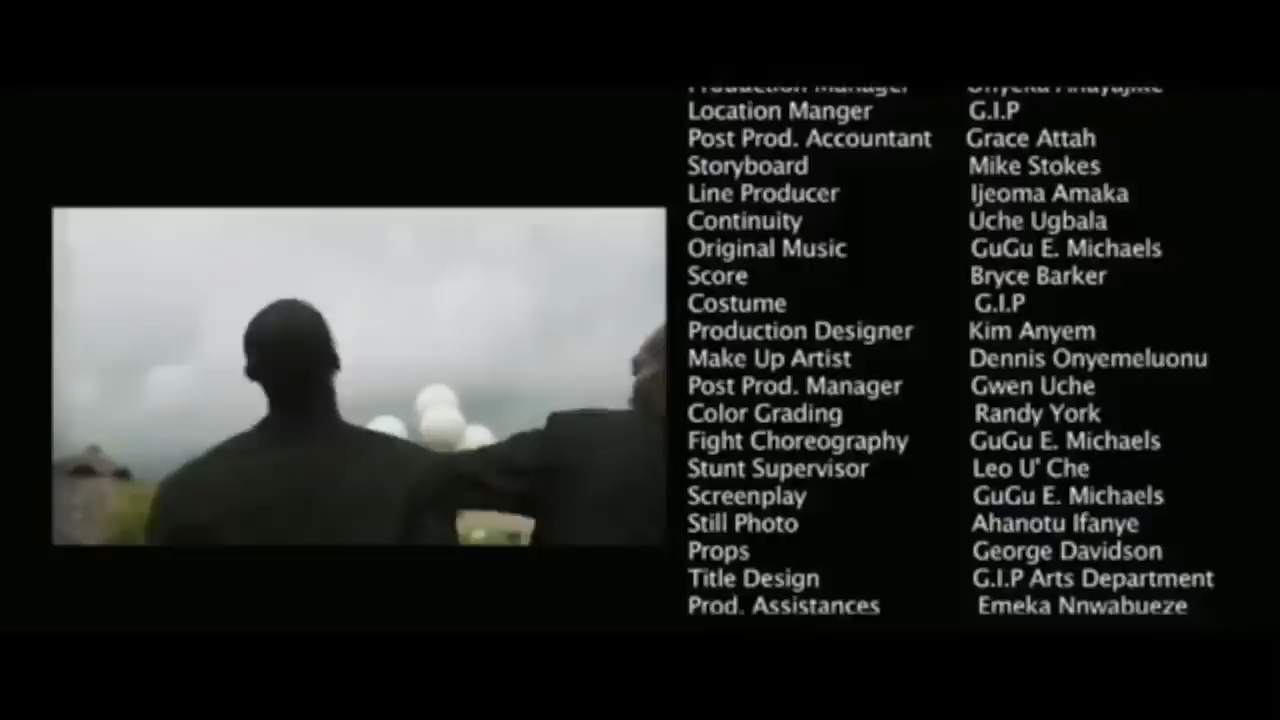 Production Manager
Location Manger G.I.P
Post Prod. Accountant Grace Attah
Storyboard Mike Stokes
Line Producer Ijeoma Amaka
Continuity Uche Ugbala
Original Music GuGu E. Michaels
Score Bryce Barker
Costume G.I.P
Production Designer Kim Anyem
Make Up Artist Dennis Onyemeluonu
Post Prod. Manager Gwen Uche
Color Grading Randy York
Fight Choreography GuGu E. Michaels
Stunt Supervisor Leo U' Che
Screenplay GuGu E. Michaels
Still Photo Ahanotu Ifanye
Props George Davidson
Title Design G.I.P Arts Department
Prod. Assistances Emeka Nnwabueze